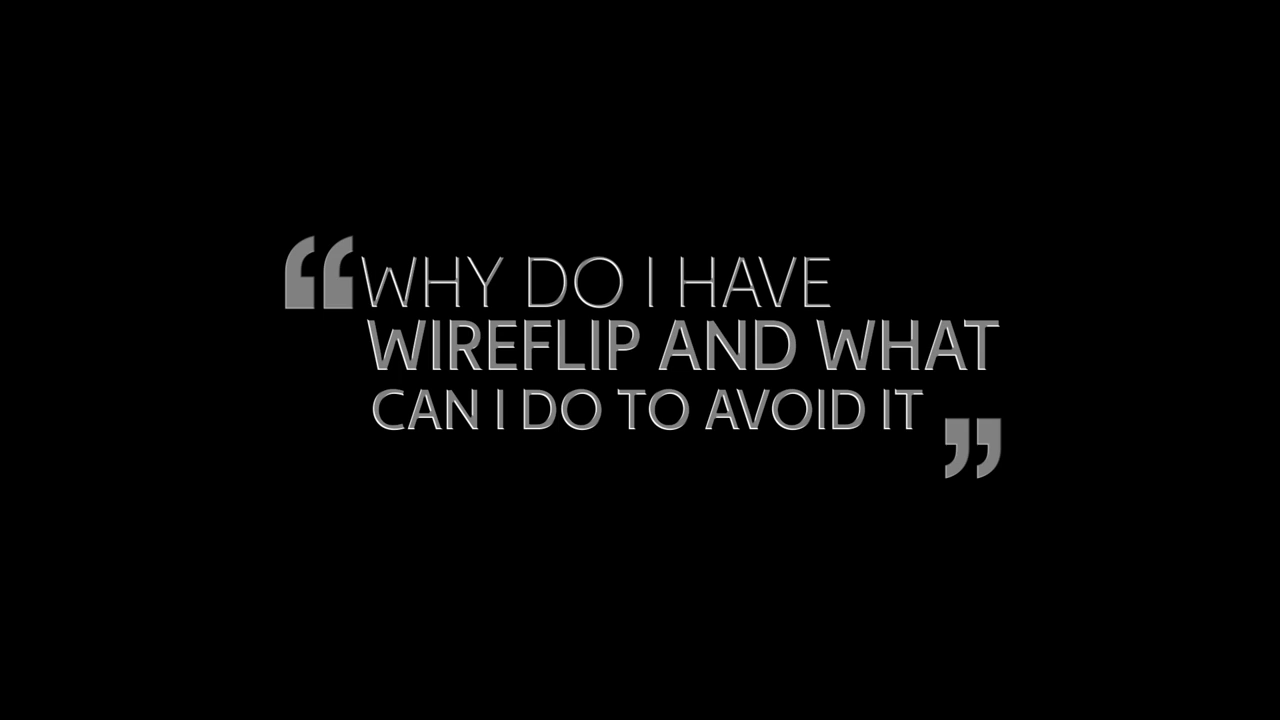 “WHY DO I HAVE
WIREFLIP AND WHAT
CAN I DO TO AVOID IT”